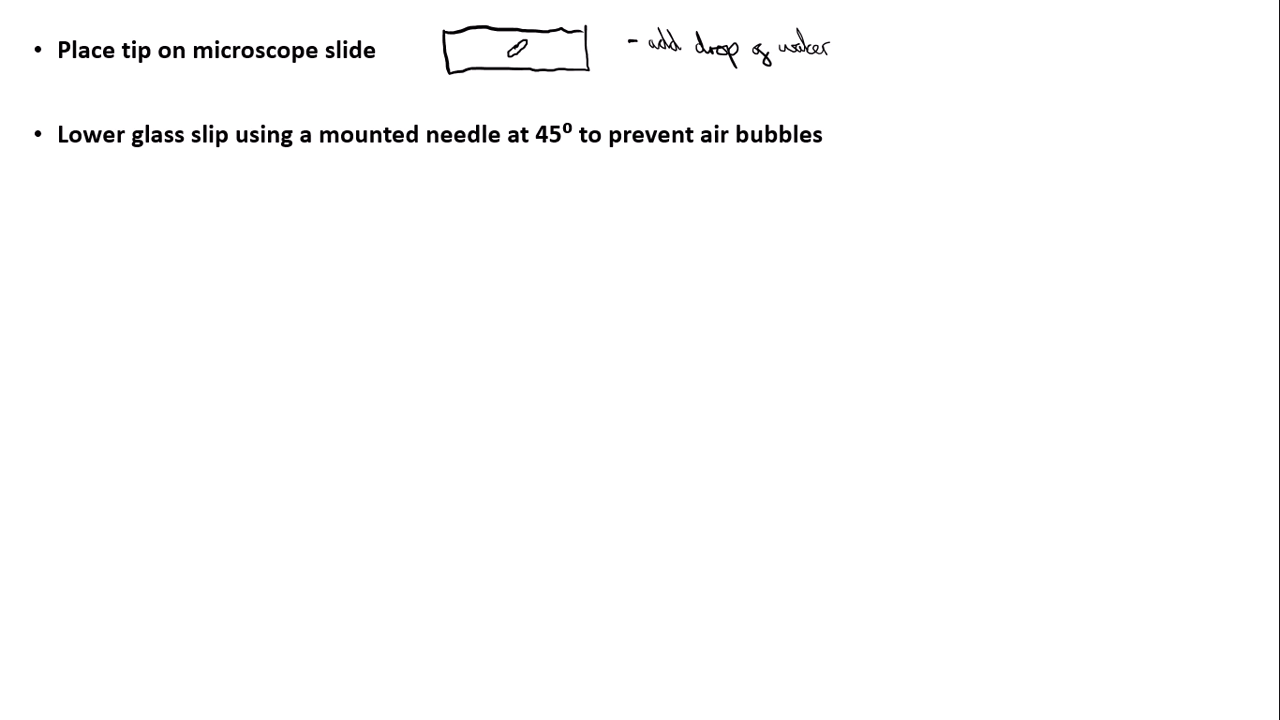 • Place tip on microscope slide - add drop of water
• Lower glass slip using a mounted needle at 45⁰ to prevent air bubbles